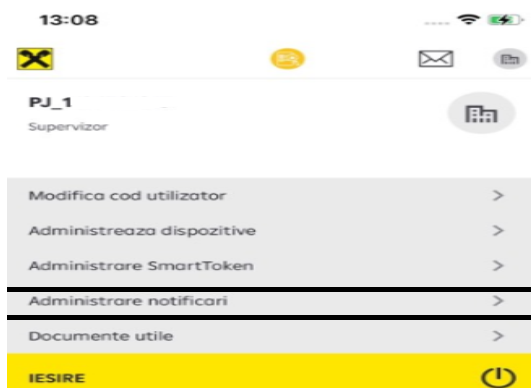 13:08
PJ_1
Supervizor
Modifica cod utilizator
Administreaza dispozitive
Administrare SmartToken
Administrare notificari
Documente utile
IESIRE